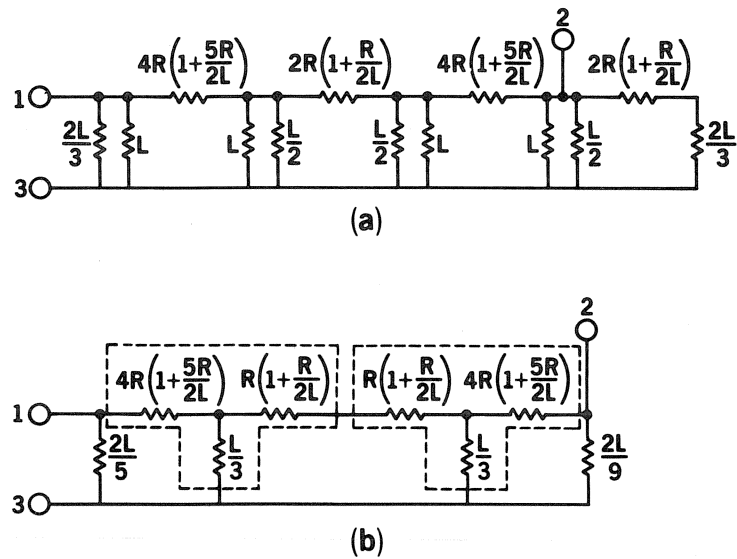 2
4R(1+5R/2L) 2R(1+R/2L) 4R(1+5R/2L) 2R(1+R/2L)
1
2L/3 L L L/2 L/2 L L L/2 2L/3
3
(a)
2
4R(1+5R/2L) R(1+R/2L) R(1+R/2L) 4R(1+5R/2L)
1
2L/5 L/3 L/3 2L/9
3
(b)